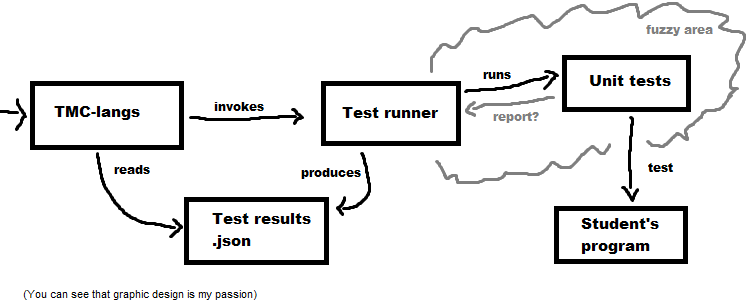 fuzzy area
TMC-langs
invokes
Test runner
runs
report?
Unit tests
reads
produces
test
Test results
.json
Student's
program
(You can see that graphic design is my passion)